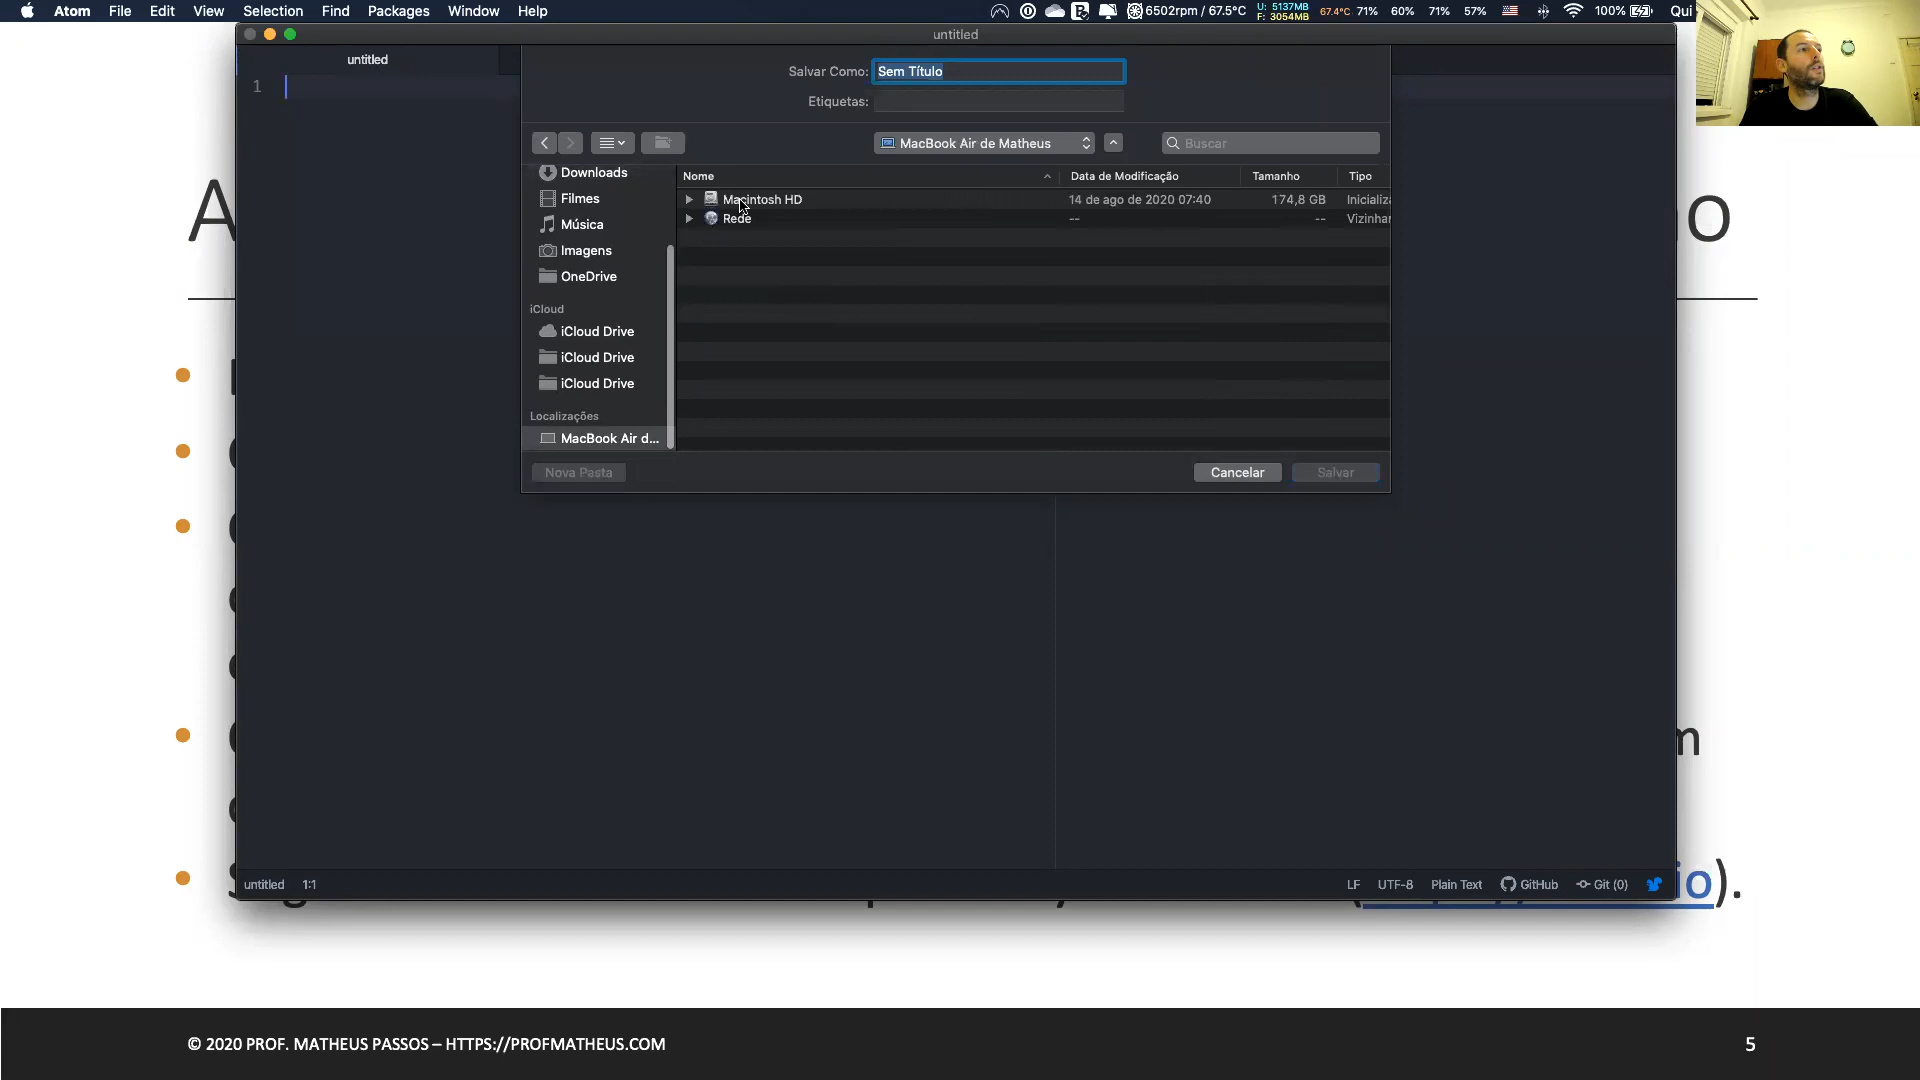 Atom File Edit View Selection Find Packages Window Help
6502rpm / 67.5°C U: 5137MB F: 3054MB 67.4°C 71% 60% 71% 57% 100% Qui
untitled
untitled
1
Salvar Como: Sem Título
Etiquetas:
MacBook Air de Matheus
Buscar
Downloads
Filmes
Música
Imagens
OneDrive
iCloud
iCloud Drive
iCloud Drive
iCloud Drive
Localizações
MacBook Air d...
Nome Data de Modificação Tamanho Tipo
Macintosh HD 14 de ago de 2020 07:40 174,8 GB Inicializ
Rede -- -- Vizinhar
Nova Pasta Cancelar Salvar
untitled 1:1 LF UTF-8 Plain Text GitHub Git (0)
© 2020 PROF. MATHEUS PASSOS – HTTPS://PROFMATHEUS.COM
5